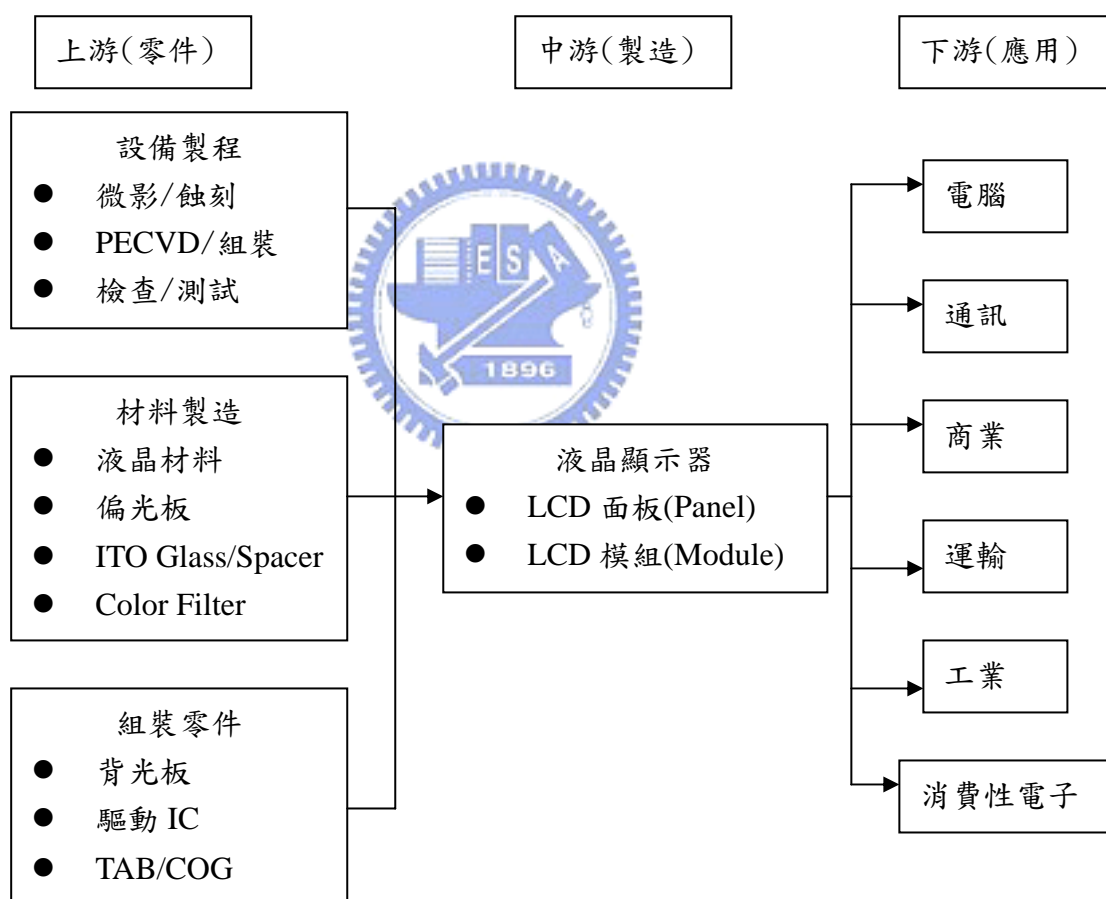 上游(零件)
中游(製造)
下游(應用)
設備製程
● 微影/蝕刻
● PECVD/組裝
● 檢查/測試
材料製造
● 液晶材料
● 偏光板
● ITO Glass/Spacer
● Color Filter
組裝零件
● 背光板
● 驅動 IC
● TAB/COG
E S A
1896
液晶顯示器
● LCD 面板(Panel)
● LCD 模組(Module)
電腦
通訊
商業
運輸
工業
消費性電子